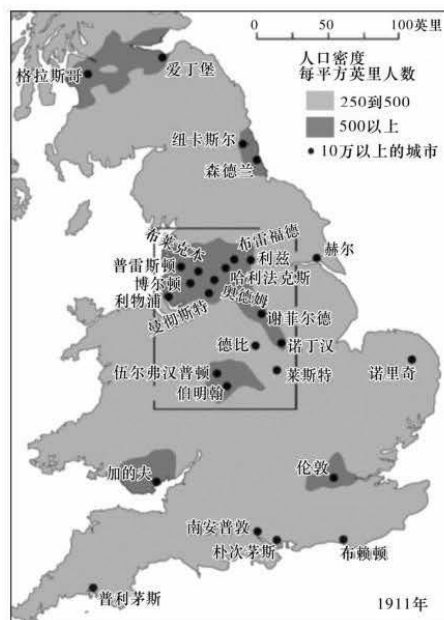 0 50 100英里
人口密度
每平方英里人数
250到500
500以上
10万以上的城市
爱丁堡
格拉斯哥
纽卡斯尔
森德兰
布莱克本
布雷福德
普雷斯顿
利兹
赫尔
博尔顿
哈利法克斯
利物浦
奥德姆
曼彻斯特
谢菲尔德
德比
诺丁汉
伍尔弗汉普顿
莱斯特
诺里奇
伯明翰
加的夫
伦敦
南安普敦
朴次茅斯
布赖顿
普利茅斯
1911年